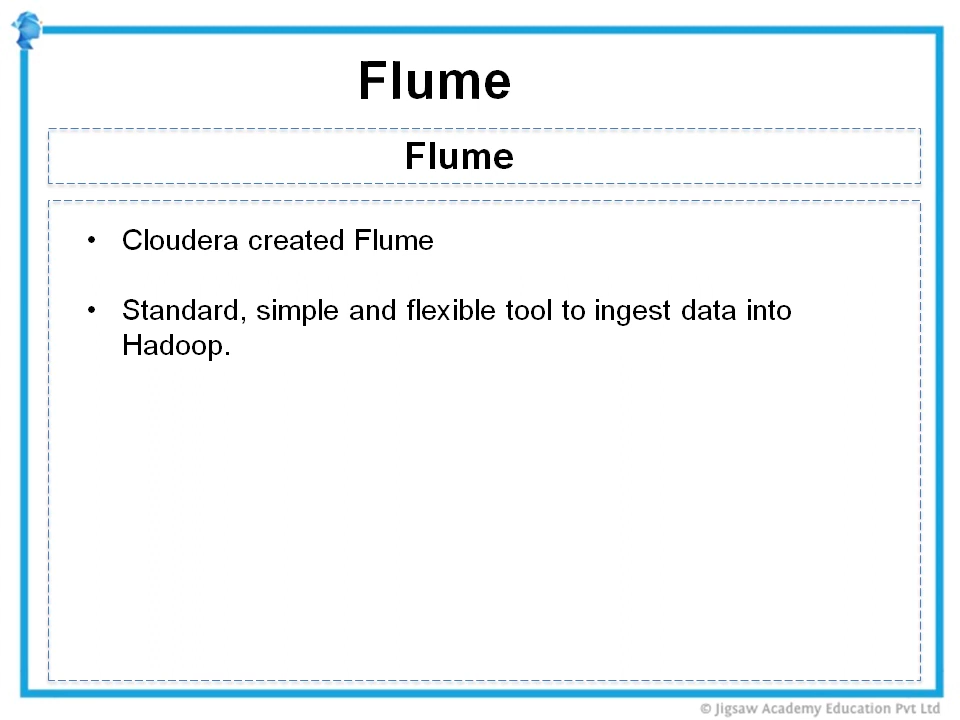 Flume
Flume
• Cloudera created Flume
• Standard, simple and flexible tool to ingest data into
Hadoop.
© Jigsaw Academy Education Pvt Ltd